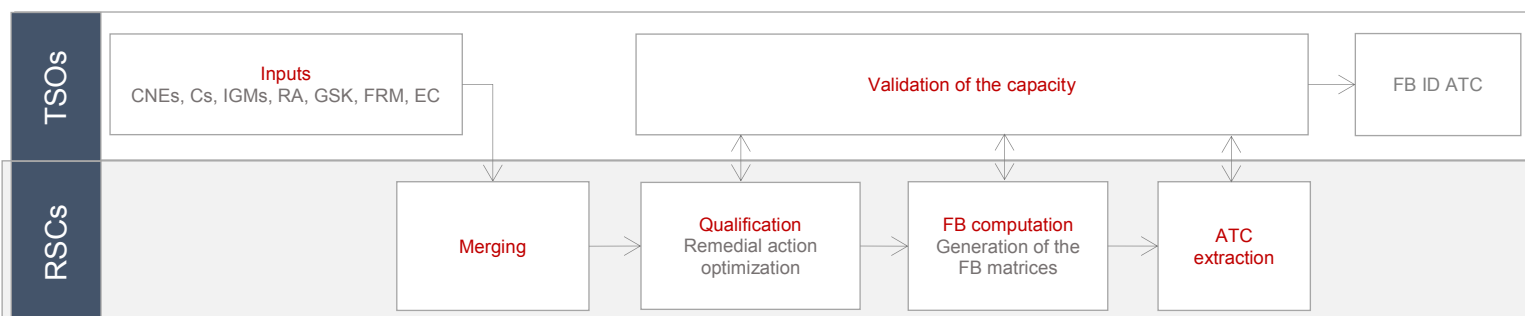 TSOs
Inputs
CNEs, Cs, IGMs, RA, GSK, FRM, EC
Validation of the capacity
FB ID ATC
RSCs
Merging
Qualification
Remedial action
optimization
FB computation
Generation of the
FB matrices
ATC
extraction